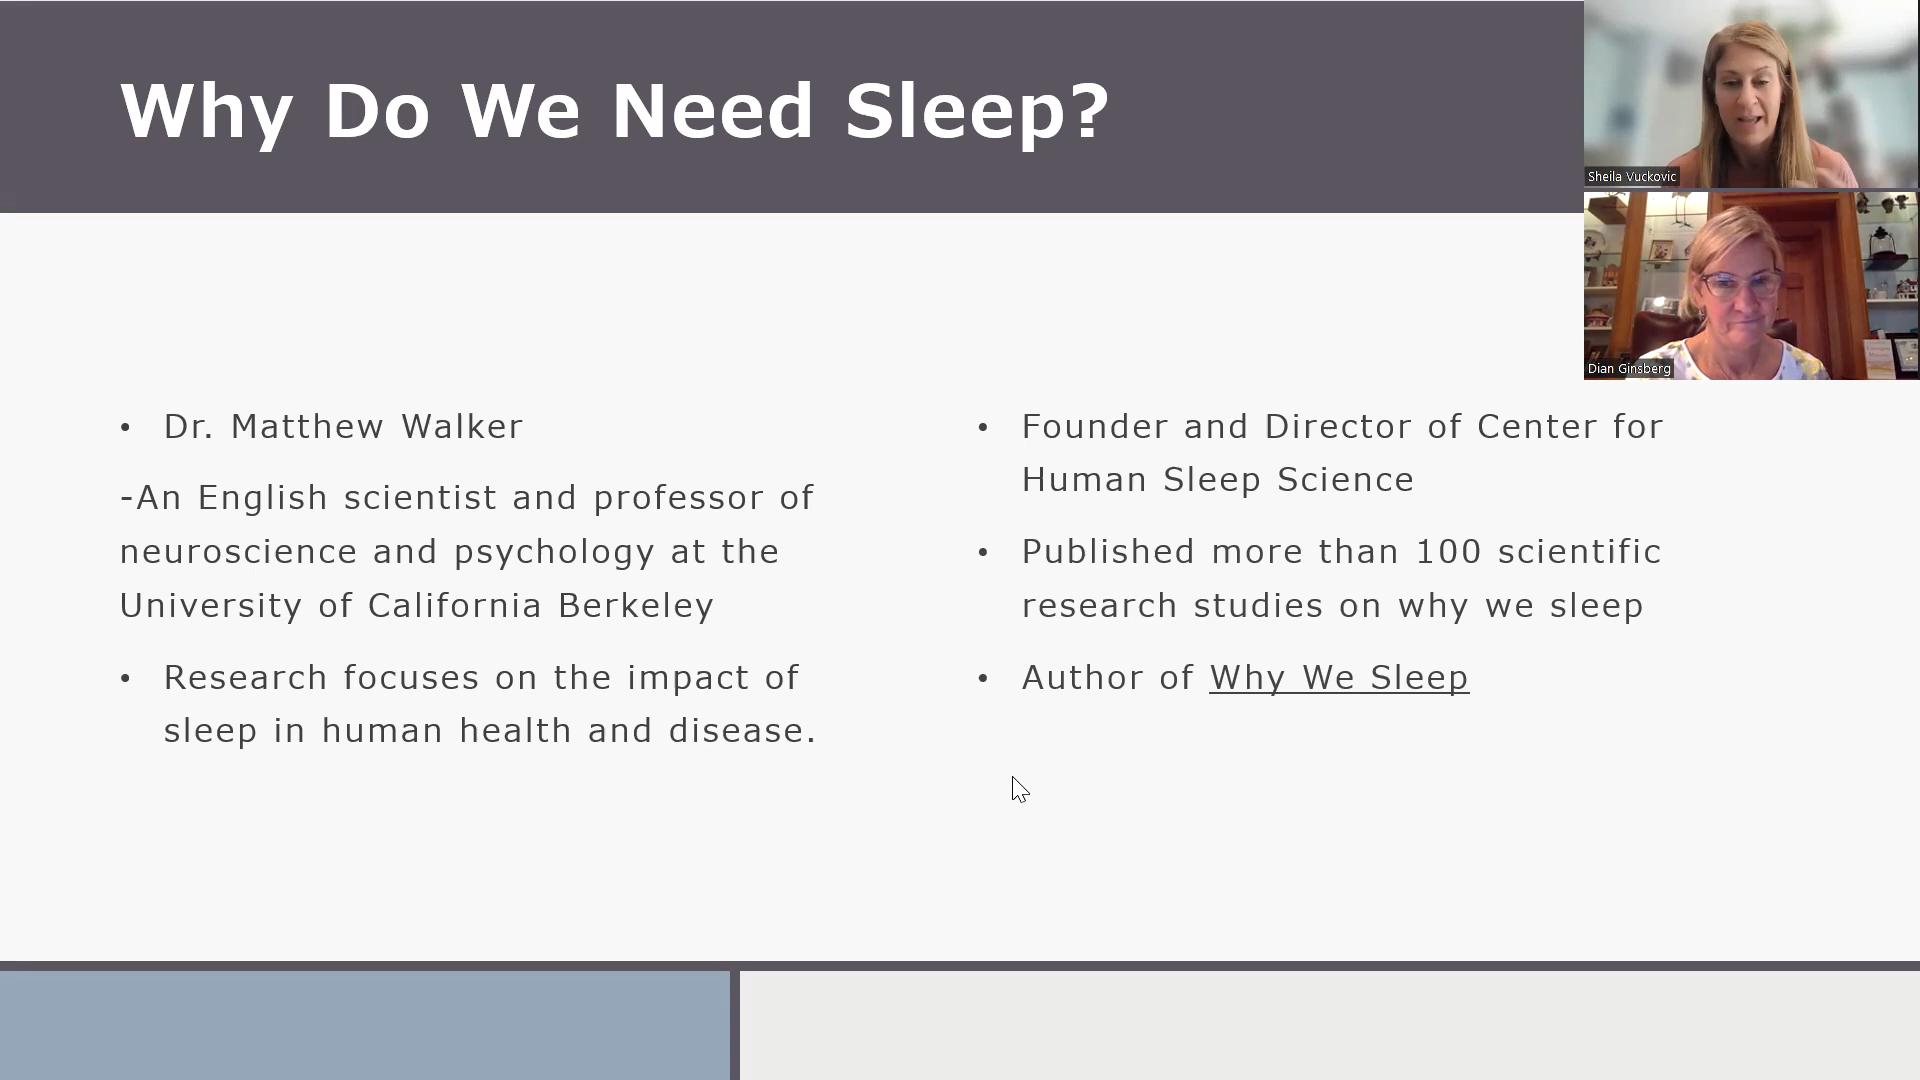 Why Do We Need Sleep?
Sheila Vuckovic
Dian Ginsberg
• Dr. Matthew Walker
-An English scientist and professor of
neuroscience and psychology at the
University of California Berkeley
• Research focuses on the impact of
sleep in human health and disease.
• Founder and Director of Center for
Human Sleep Science
• Published more than 100 scientific
research studies on why we sleep
• Author of Why We Sleep